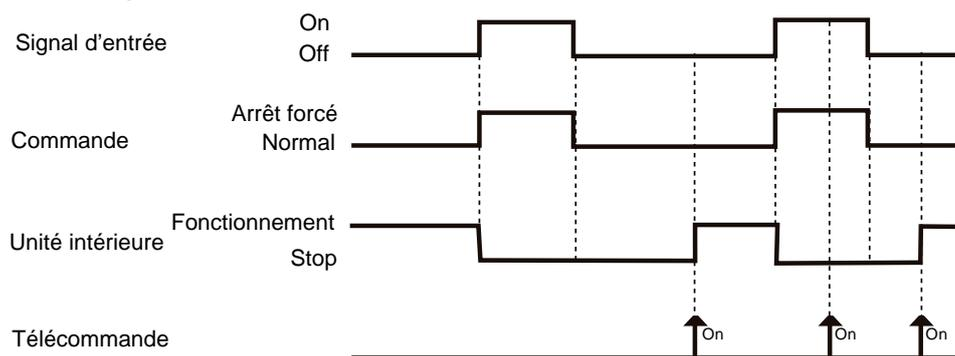 On
Signal d'entrée
Off
Arrêt forcé
Commande
Normal
Fonctionnement
Unité intérieure
Stop
On On On
Télécommande